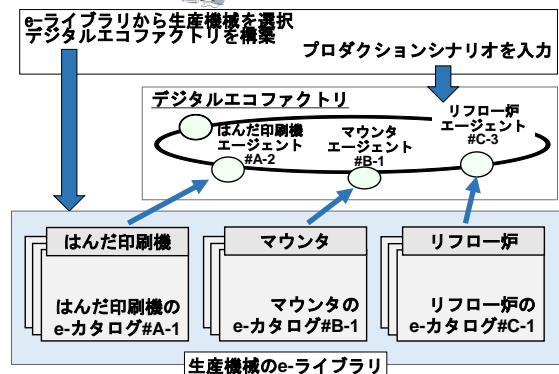 e-ライブラリから生産機械を選択
デジタルエコファクトリを構築
プロダクションシナリオを入力
デジタルエコファクトリ
はんだ印刷機
エージェント
#A-2
マウンタ
エージェント
#B-1
リフロー炉
エージェント
#C-3
はんだ印刷機
はんだ印刷機の
e-カタログ#A-1
マウンタ
マウンタの
e-カタログ#B-1
リフロー炉
リフロー炉の
e-カタログ#C-1
生産機械のe-ライブラリ